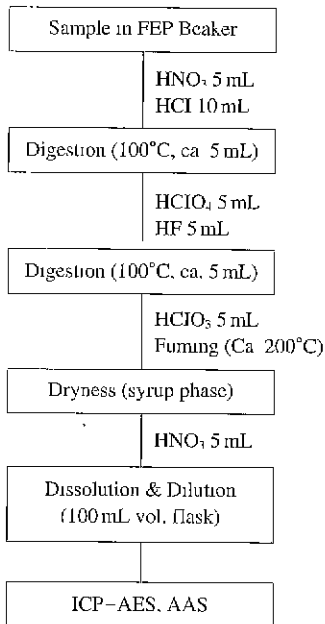 Sample in FEP Beaker
HNO₃ 5 mL
HCl 10 mL
Digestion (100°C, ca 5 mL)
HClO₄ 5 mL
HF 5 mL
Digestion (100°C, ca. 5 mL)
HClO₃ 5 mL
Fuming (Ca 200°C)
Dryness (syrup phase)
HNO₃ 5 mL
Dissolution & Dilution
(100 mL vol. flask)
ICP-AES, AAS